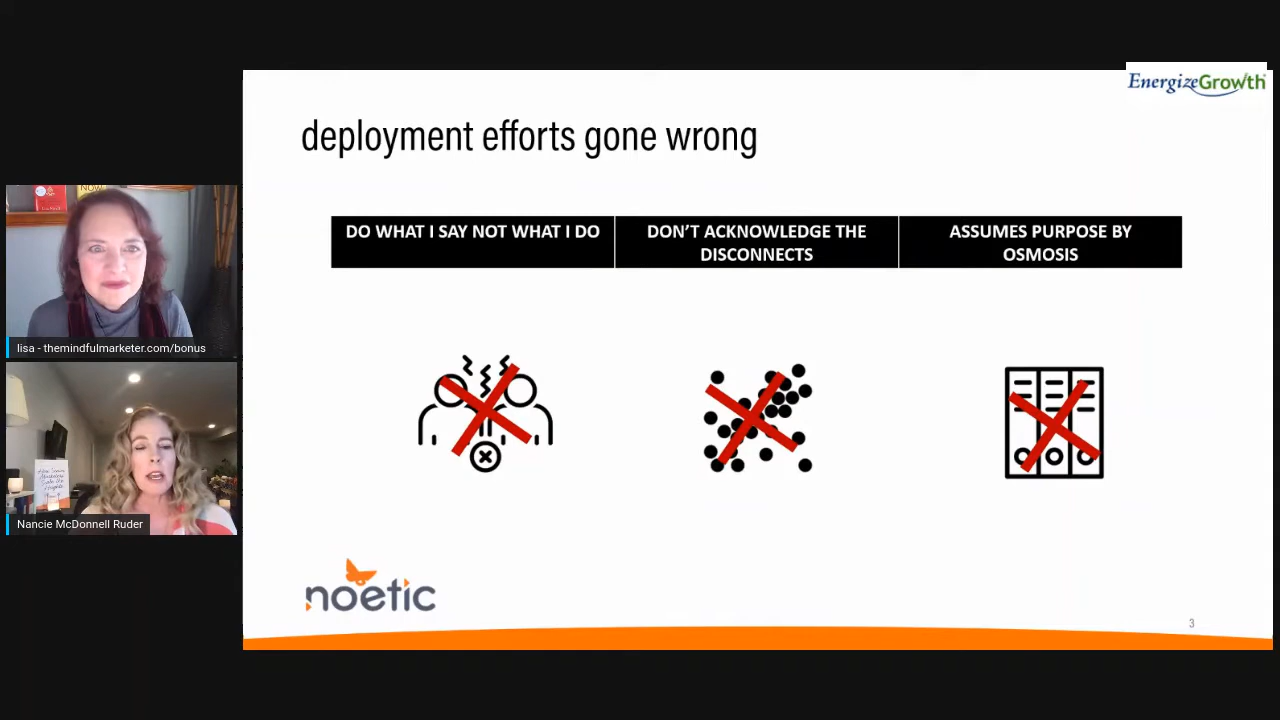 EnergizeGrowth
deployment efforts gone wrong
DO WHAT I SAY NOT WHAT I DO
DON'T ACKNOWLEDGE THE
DISCONNECTS
ASSUMES PURPOSE BY
OSMOSIS
NOW
lisa - themindfulmarketer.com/bonus
Nancie McDonnell Ruder
noetic
3